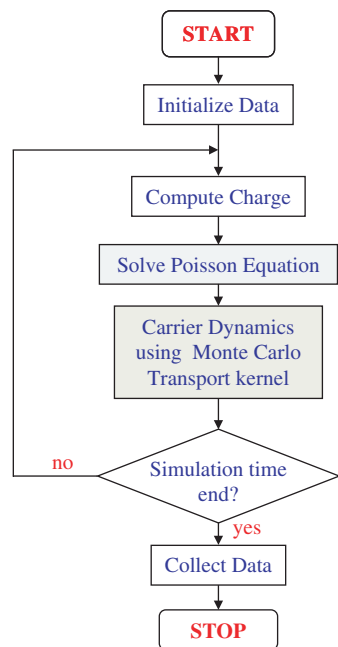 START
Initialize Data
Compute Charge
Solve Poisson Equation
Carrier Dynamics
using Monte Carlo
Transport kernel
no
Simulation time
end?
yes
Collect Data
STOP